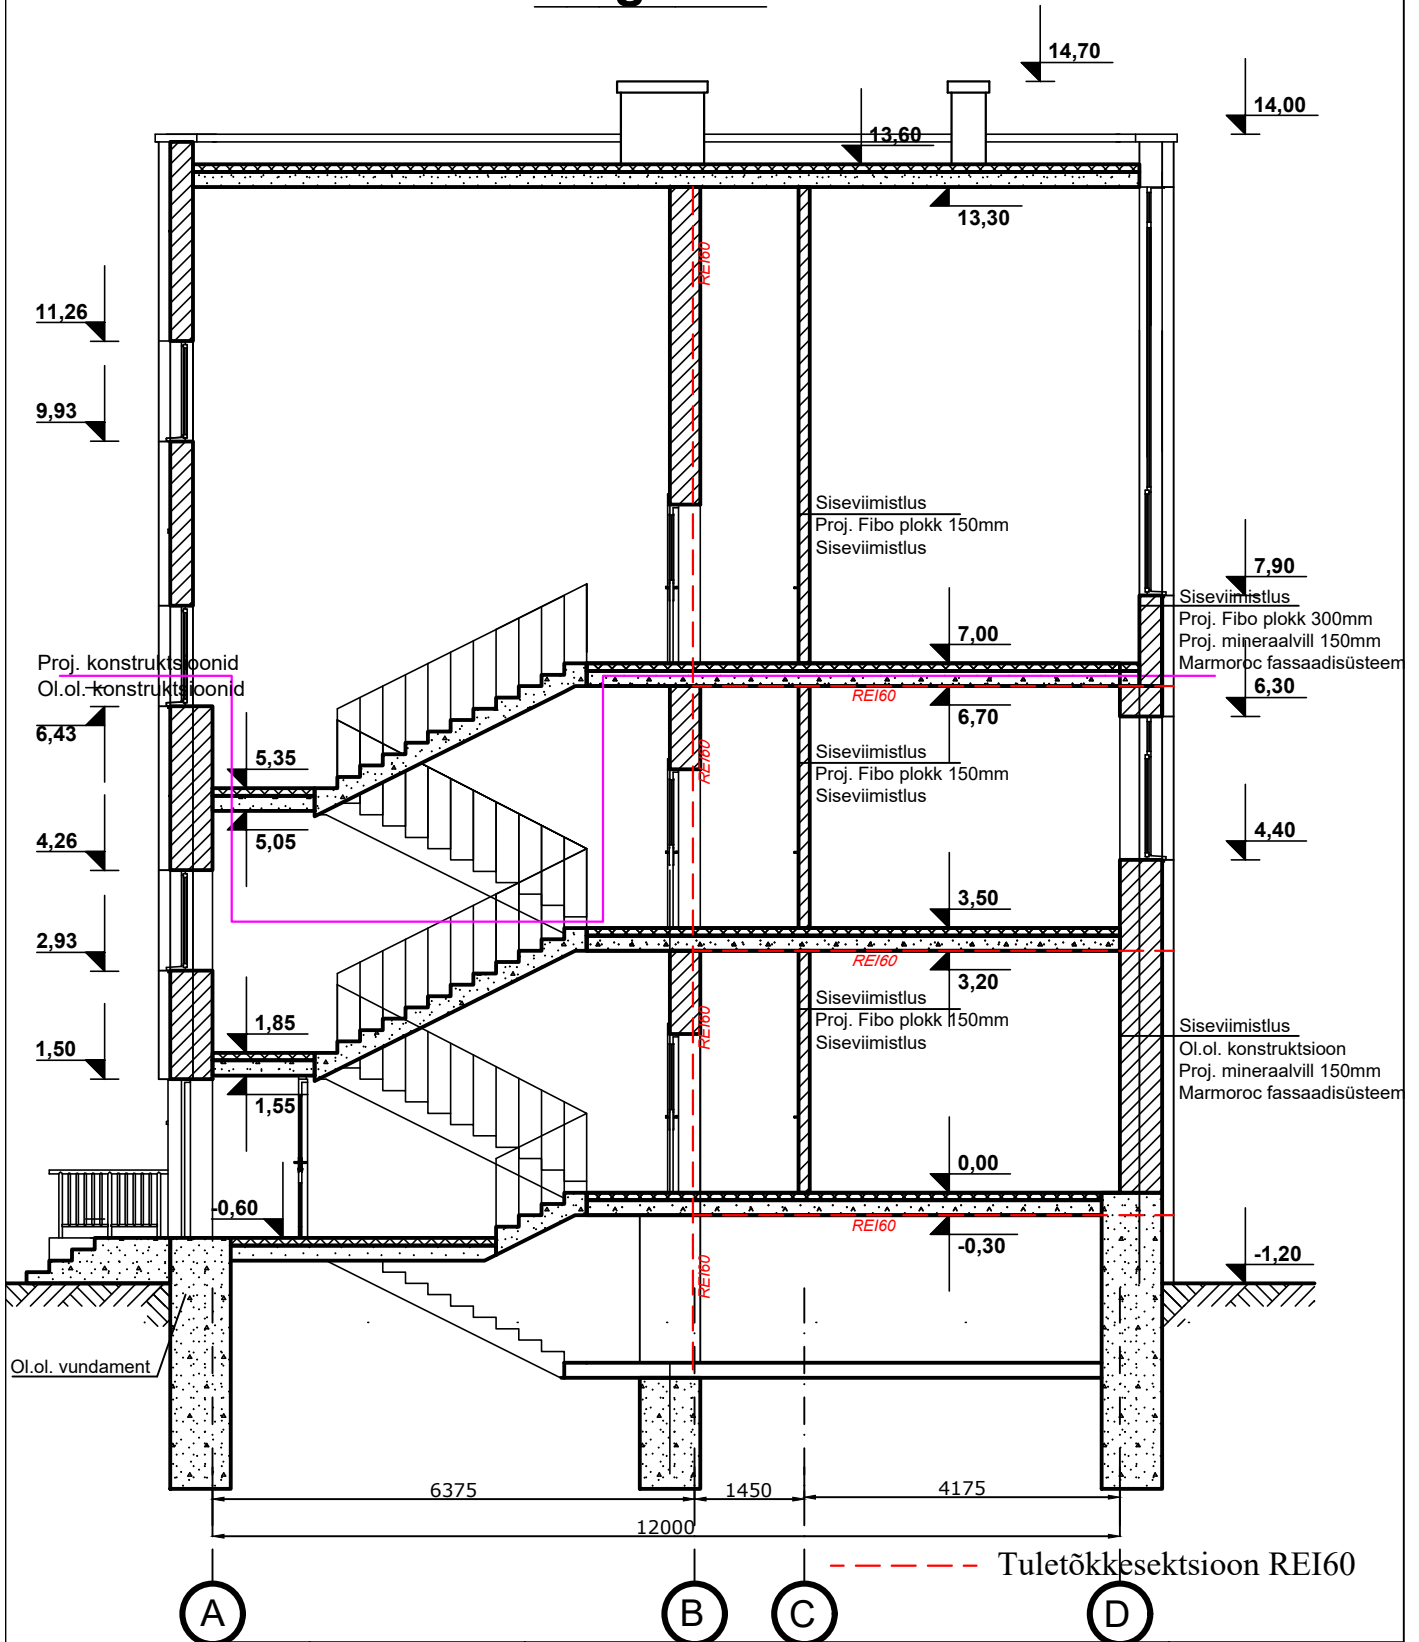 14,70
14,00
13,60
13,30
REI60
11,26
9,93
Siseviimistlus
Proj. Fibo plokk 150mm
Siseviimistlus
7,90
Siseviimistlus
Proj. Fibo plokk 300mm
Proj. mineraalvill 150mm
Marmoroc fassaadisüsteem
7,00
Proj. konstruktsioonid
Ol.ol. konstruktsioonid
REI60
6,30
6,70
6,43
5,35
REI60
Siseviimistlus
Proj. Fibo plokk 150mm
Siseviimistlus
5,05
4,26
4,40
3,50
2,93
REI60
3,20
Siseviimistlus
Proj. Fibo plokk 150mm
Siseviimistlus
1,85
REI60
1,50
Siseviimistlus
Ol.ol. konstruktsioon
Proj. mineraalvill 150mm
Marmoroc fassaadisüsteem
1,55
0,00
-0,60
REI60
-0,30
-1,20
REI60
Ol.ol. vundament
6375
1450
4175
12000
Tuletõkkesektsioon REI60
A
B
C
D